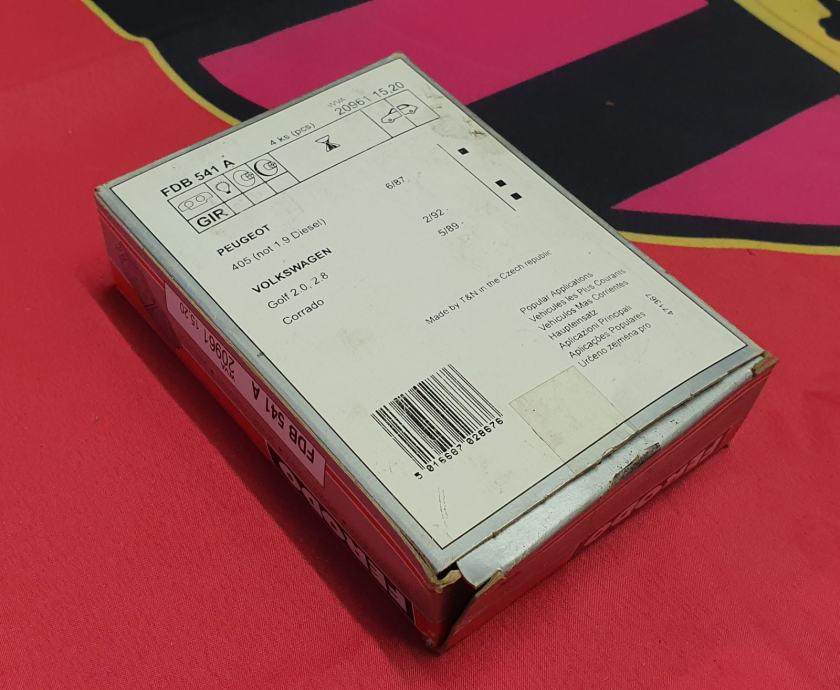 FDB 541 A
4 ks (pcs)
WVA
20961 15.20
GIR
PEUGEOT
405 (not 1.9 Diesel) 6/87
VOLKSWAGEN
Golf 2.0, 2.8 2/92 -
Corrado 5/89 -
Made by T&N in the Czech republic
Popular Applications
Vehicules les Plus Courants
Vehiculos Mas Corrientes
Haupteinsatz
Aplicazioni Principali
Aplicações Populares
Určeno zejména pro
5 016687 028676
FDB 541 A WVA 20961 15.20
FERODO